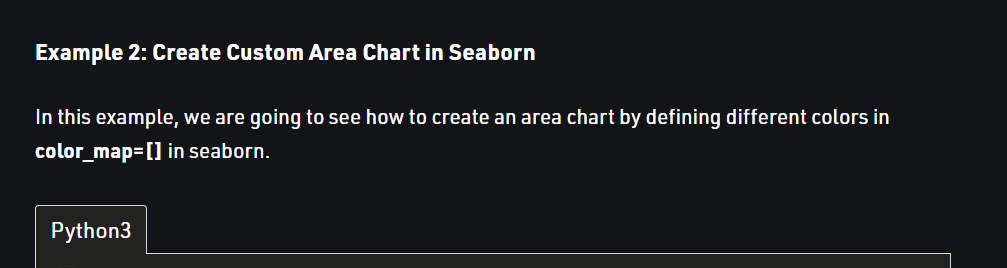 Example 2: Create Custom Area Chart in Seaborn
In this example, we are going to see how to create an area chart by defining different colors in
color_map=[] in seaborn.
Python3